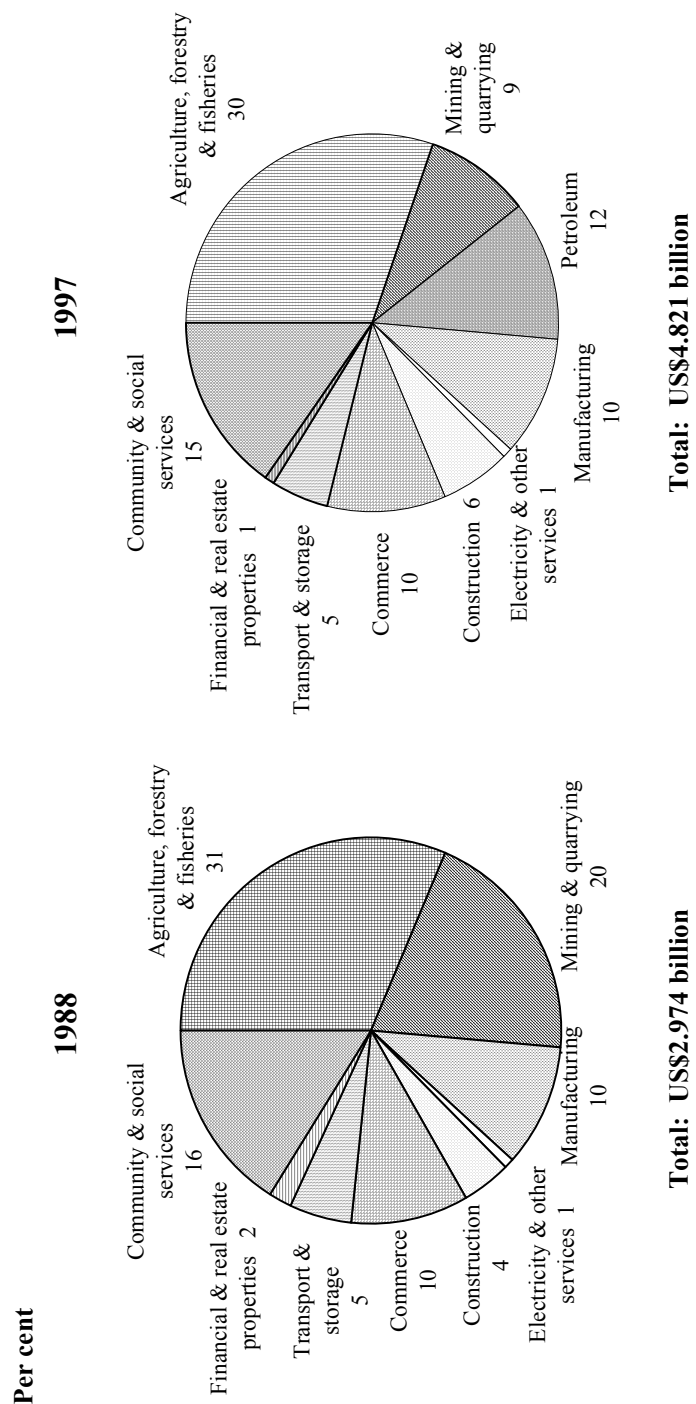 Per cent
1988
Agriculture, forestry
& fisheries
31
Mining & quarrying
20
Manufacturing
10
Electricity & other
services 1
Construction
4
Commerce
10
Transport &
storage
5
Financial & real estate
properties 2
Community & social
services
16
Total: US$2.974 billion
1997
Agriculture, forestry
& fisheries
30
Mining &
quarrying
9
Petroleum
12
Manufacturing
10
Electricity & other
services 1
Construction 6
Commerce
10
Transport & storage
5
Financial & real estate
properties 1
Community & social
services
15
Total: US$4.821 billion